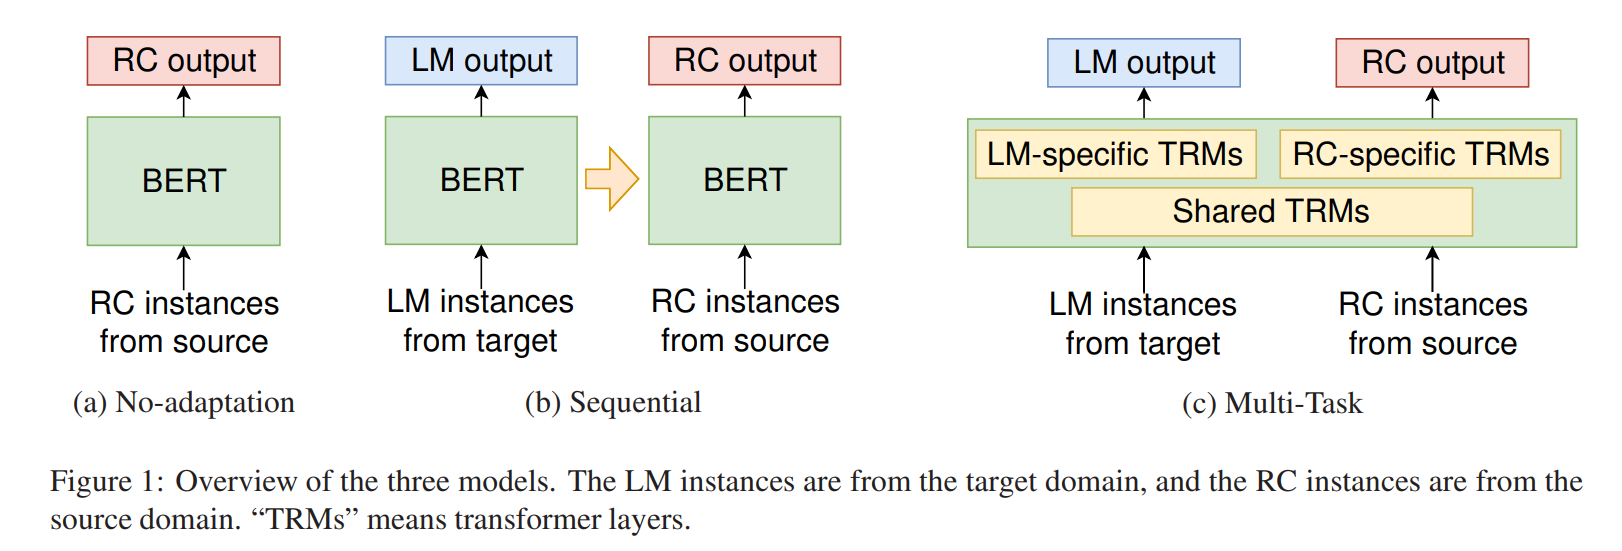 RC output
BERT
RC instances
from source
(a) No-adaptation
LM output
BERT
LM instances
from target
RC output
BERT
RC instances
from source
(b) Sequential
LM output
RC output
LM-specific TRMs
RC-specific TRMs
Shared TRMs
LM instances
from target
RC instances
from source
(c) Multi-Task
Figure 1: Overview of the three models. The LM instances are from the target domain, and the RC instances are from the
source domain. “TRMs” means transformer layers.